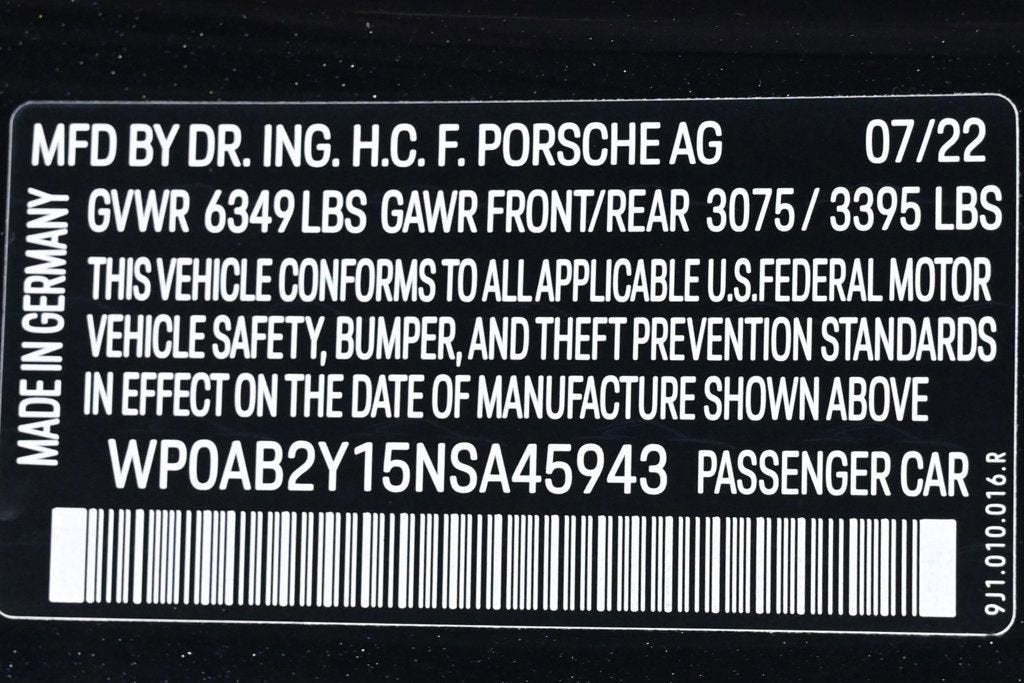 MFD BY DR. ING. H.C. F. PORSCHE AG 07/22
GVWR 6349 LBS GAWR FRONT/REAR 3075 / 3395 LBS
THIS VEHICLE CONFORMS TO ALL APPLICABLE U.S.FEDERAL MOTOR
VEHICLE SAFETY, BUMPER, AND THEFT PREVENTION STANDARDS
IN EFFECT ON THE DATE OF MANUFACTURE SHOWN ABOVE
WP0AB2Y15NSA45943 PASSENGER CAR
MADE IN GERMANY
9J1.010.016.R